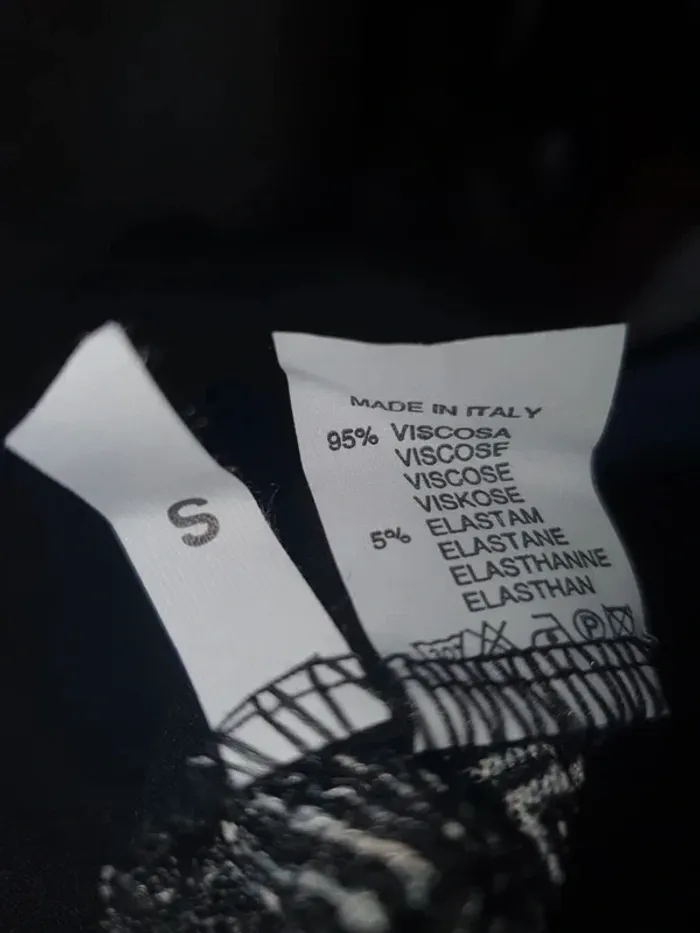 S
MADE IN ITALY
95% VISCOSA
VISCOSE
VISCOSE
VISKOSE
5% ELASTAM
ELASTANE
ELASTHANNE
ELASTHAN
P